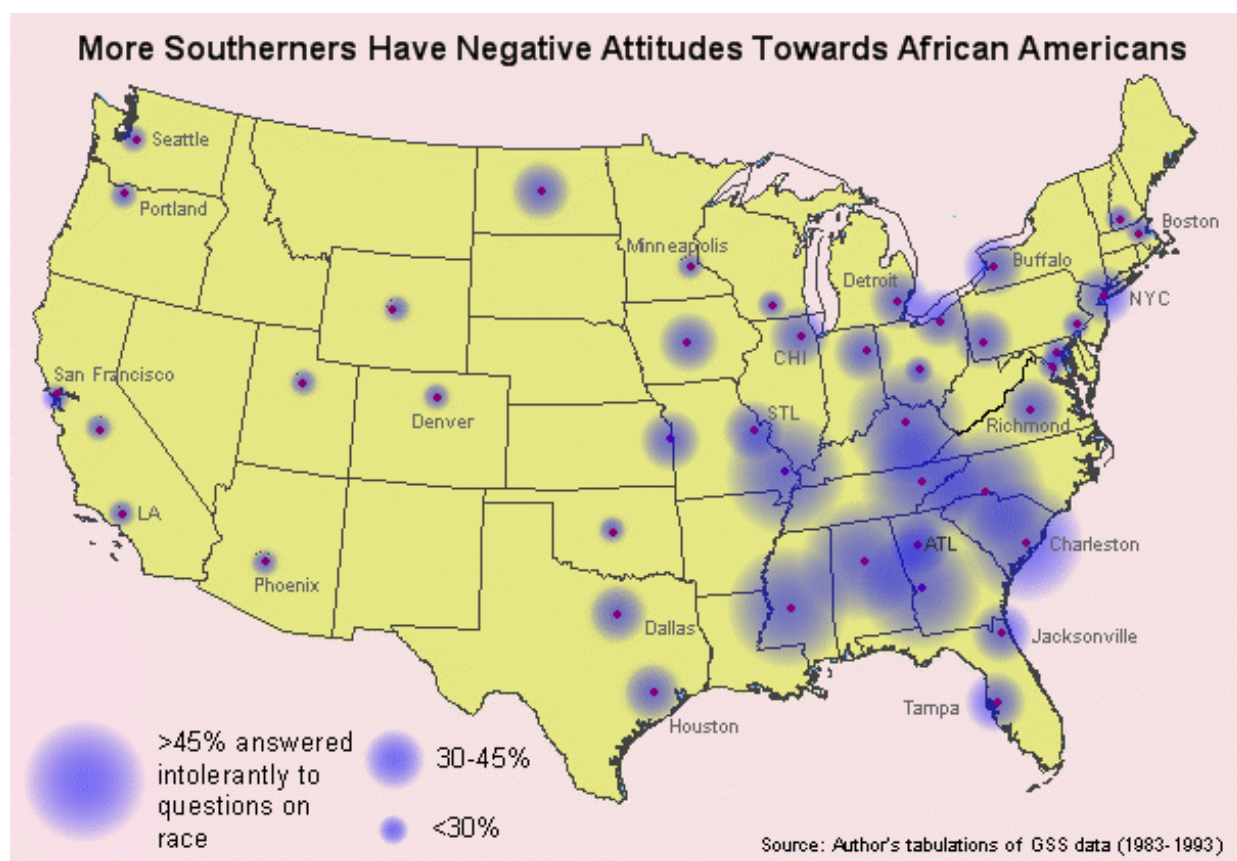 More Southerners Have Negative Attitudes Towards African Americans
Seattle
Portland
Minneapolis
Boston
Buffalo
Detroit
NYC
CHI
San Francisco
Denver
STL
Richmond
LA
Phoenix
ATL
Charleston
Dallas
Jacksonville
Tampa
Houston
>45% answered
intolerantly to
questions on
race
30-45%
<30%
Source: Author's tabulations of GSS data (1983-1993)